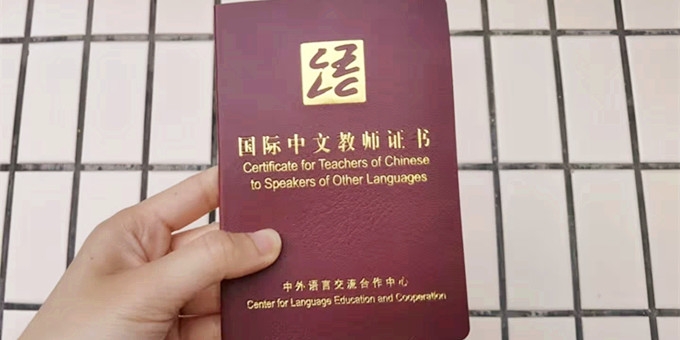 国际中文教师证书
Certificate for Teachers of Chinese
to Speakers of Other Languages
中外语言交流合作中心
Center for Language Education and Cooperation